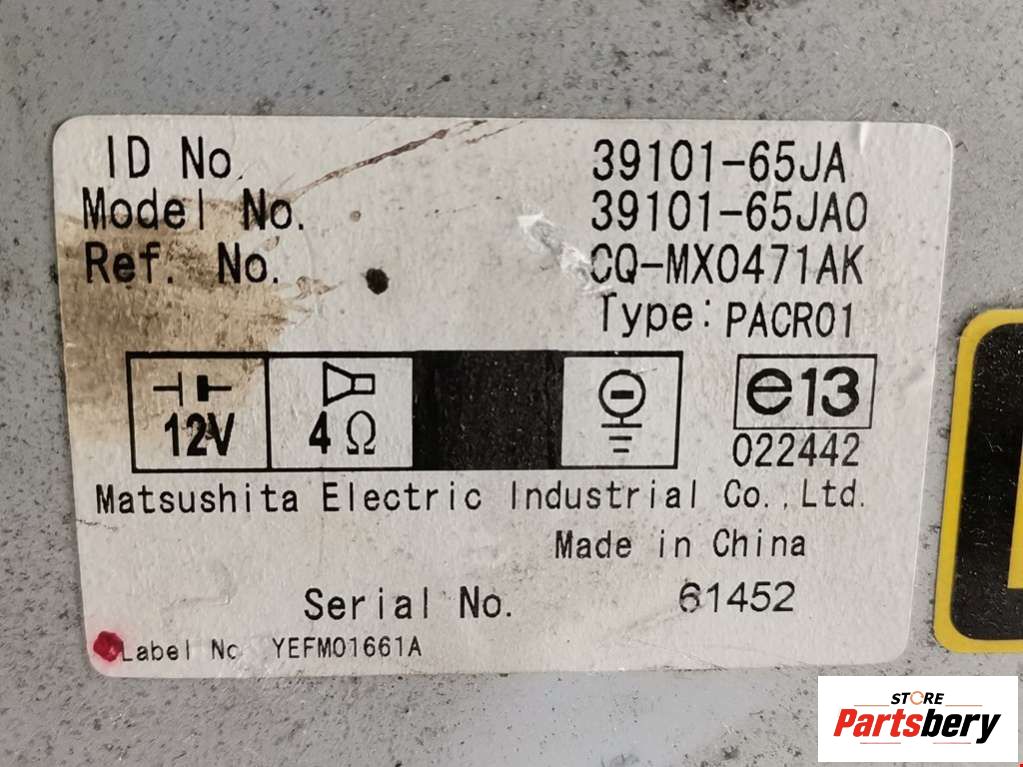 ID No. 39101-65JA
Model No. 39101-65JA0
Ref. No. CQ-MX0471AK
Type: PACR01
12V
4 Ω
e13
022442
Matsushita Electric Industrial Co.,Ltd.
Made in China
Serial No. 61452
Label No YEFM01661A
STORE
Partsbery